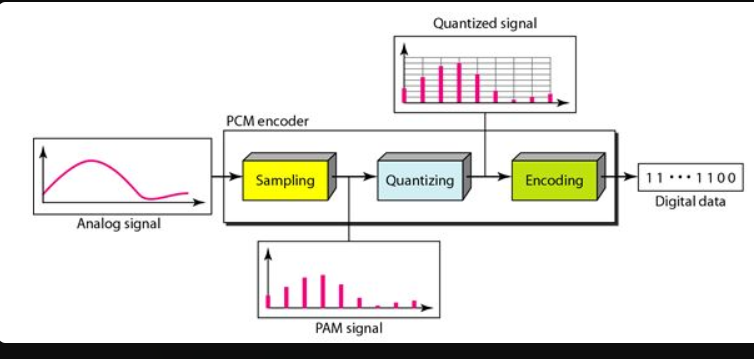 Quantized signal
PCM encoder
Sampling
Quantizing
Encoding
11•••1100
Digital data
Analog signal
PAM signal